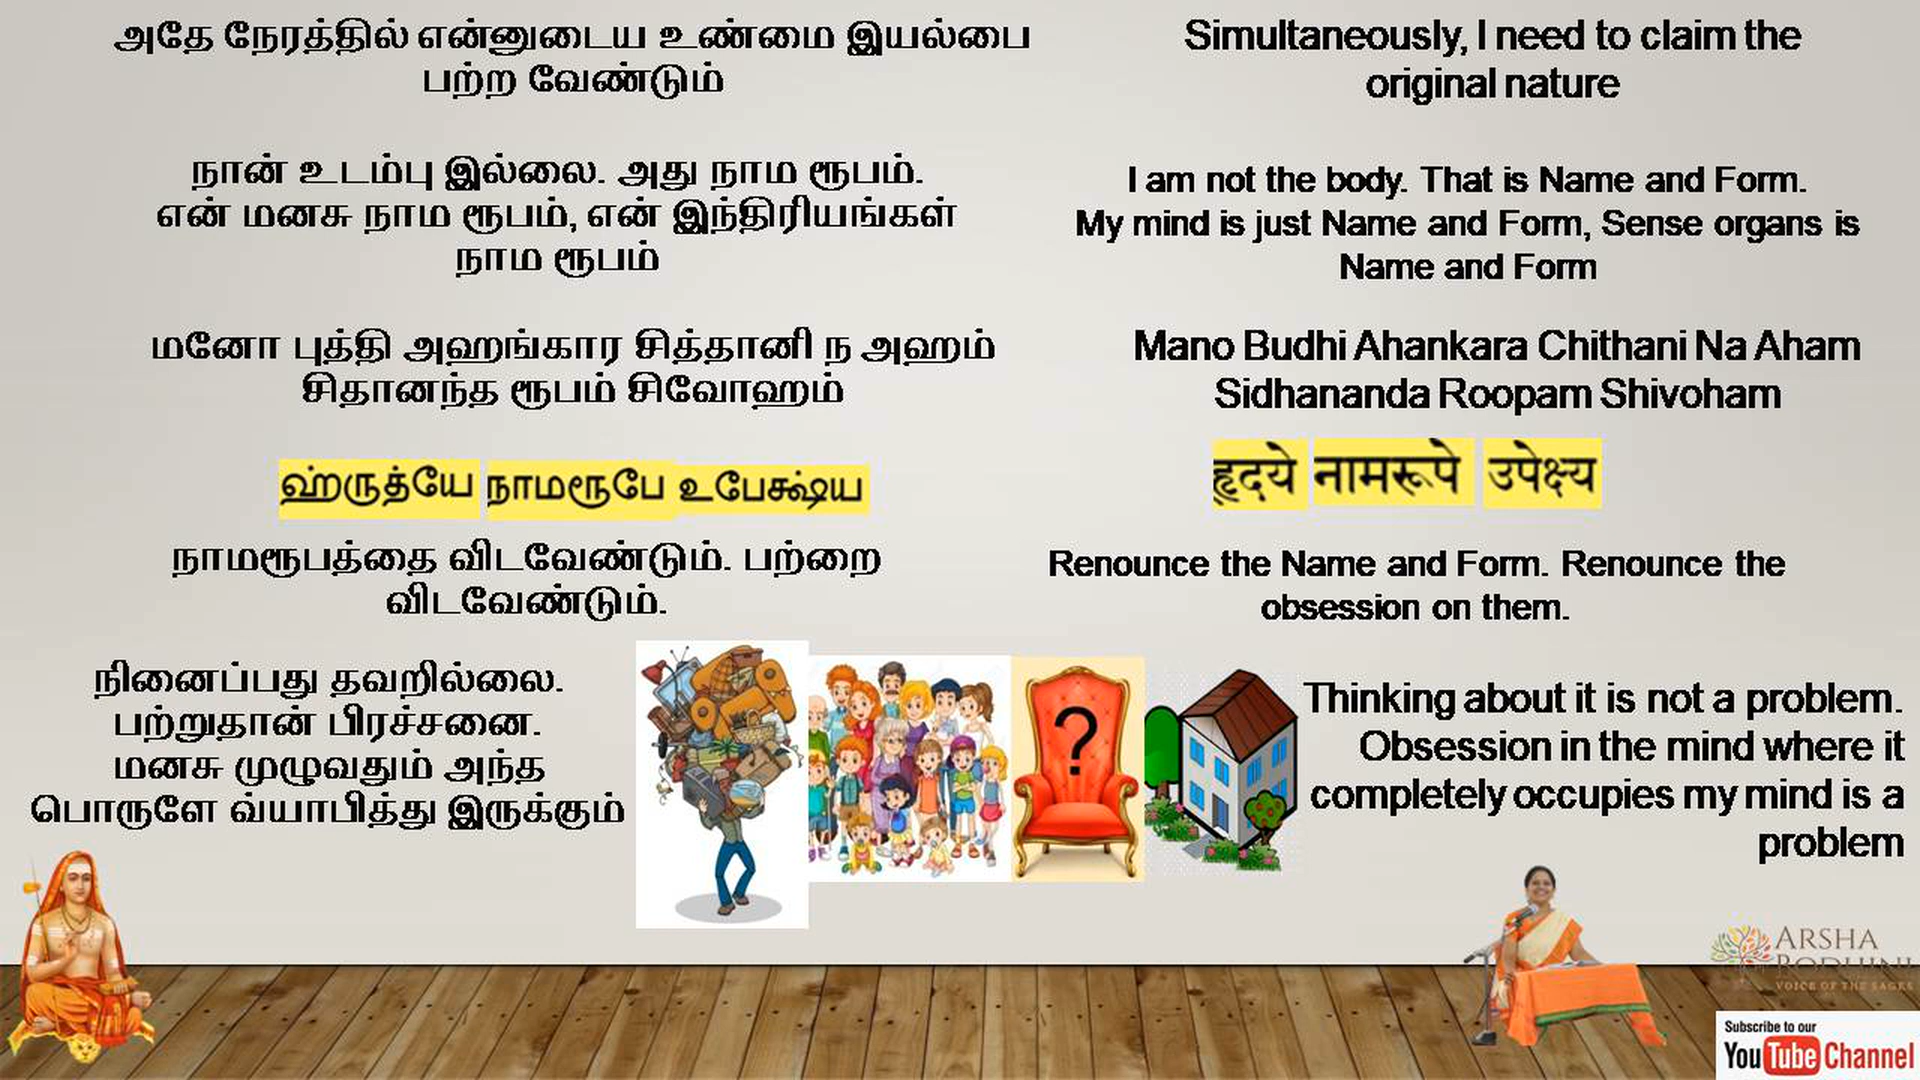 அதே நேரத்தில் என்னுடைய உண்மை இயல்பை
பற்ற வேண்டும்
Simultaneously, I need to claim the
original nature
நான் உடம்பு இல்லை. அது நாம ரூபம்.
என் மனசு நாம ரூபம், என் இந்திரியங்கள்
நாம ரூபம்
I am not the body. That is Name and Form.
My mind is just Name and Form, Sense organs is
Name and Form
மனோ புத்தி அஹங்கார சித்தானி ந அஹம்
சிதானந்த ரூபம் சிவோஹம்
Mano Budhi Ahankara Chithani Na Aham
Sidhananda Roopam Shivoham
ஹ்ருத்யே நாமரூபே உபேக்ஷ்ய
हृदये नामरूपे उपेक्ष्य
நாமரூபத்தை விடவேண்டும். பற்றை
விடவேண்டும்.
Renounce the Name and Form. Renounce the
obsession on them.
நினைப்பது தவறில்லை.
பற்றுதான் பிரச்சனை.
மனசு முழுவதும் அந்த
பொருளே வ்யாபித்து இருக்கும்
?
Thinking about it is not a problem.
Obsession in the mind where it
completely occupies my mind is a
problem
ARSHA
BODHINI
VOICE OF THE SAGES
Subscribe to our
YouTube Channel